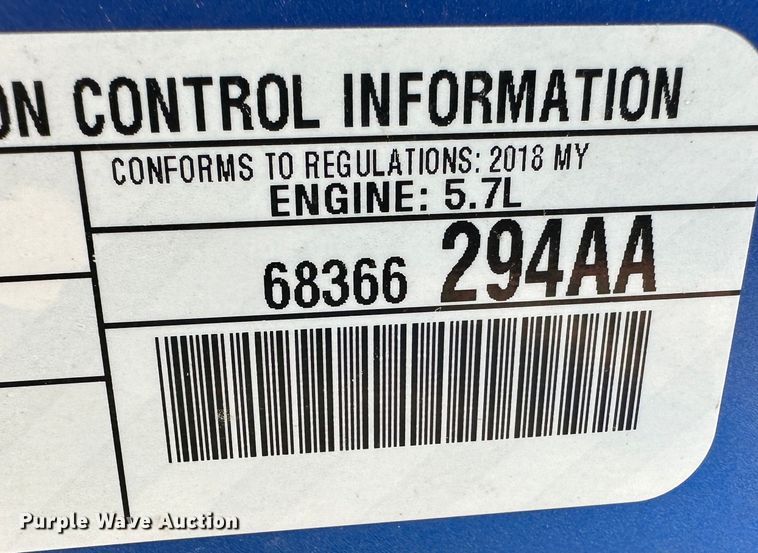 ON CONTROL INFORMATION
CONFORMS TO REGULATIONS: 2018 MY
ENGINE: 5.7L
68366 294AA
Purple Wave Auction